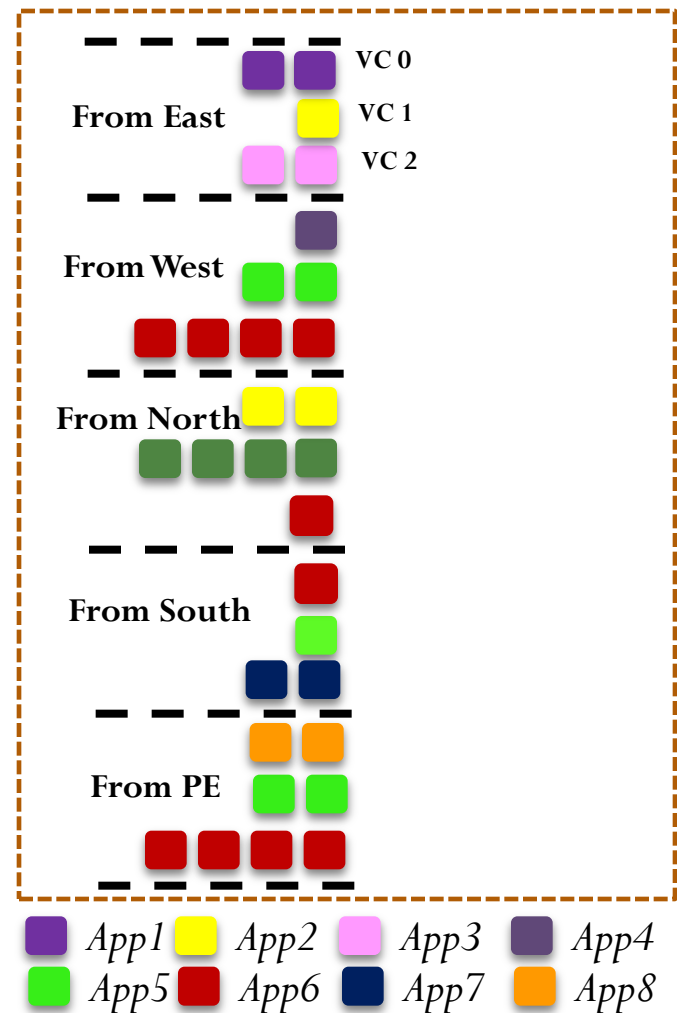 VC 0
From East
VC 1
VC 2
From West
From North
From South
From PE
App1 App2 App3 App4
App5 App6 App7 App8